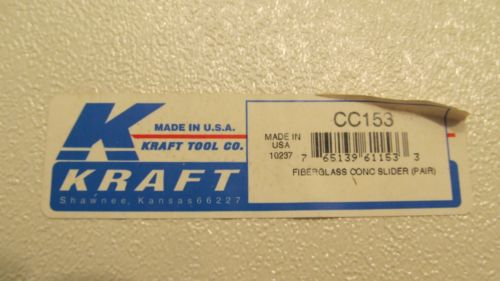 K
MADE IN U.S.A.
KRAFT TOOL CO.
KRAFT
Shawnee, Kansas 66227
CC153
MADE IN
USA
10237
7 65139 61153 3
FIBERGLASS CONC SLIDER (PAIR)